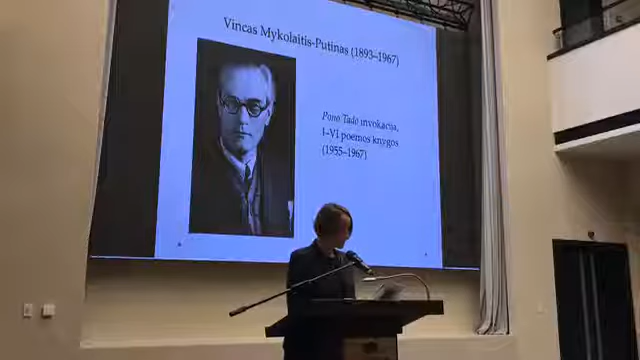 Vincas Mykolaitis-Putinas (1893–1967)
Pono Tado invokacija,
I–VI poemos knygos
(1955–1967)